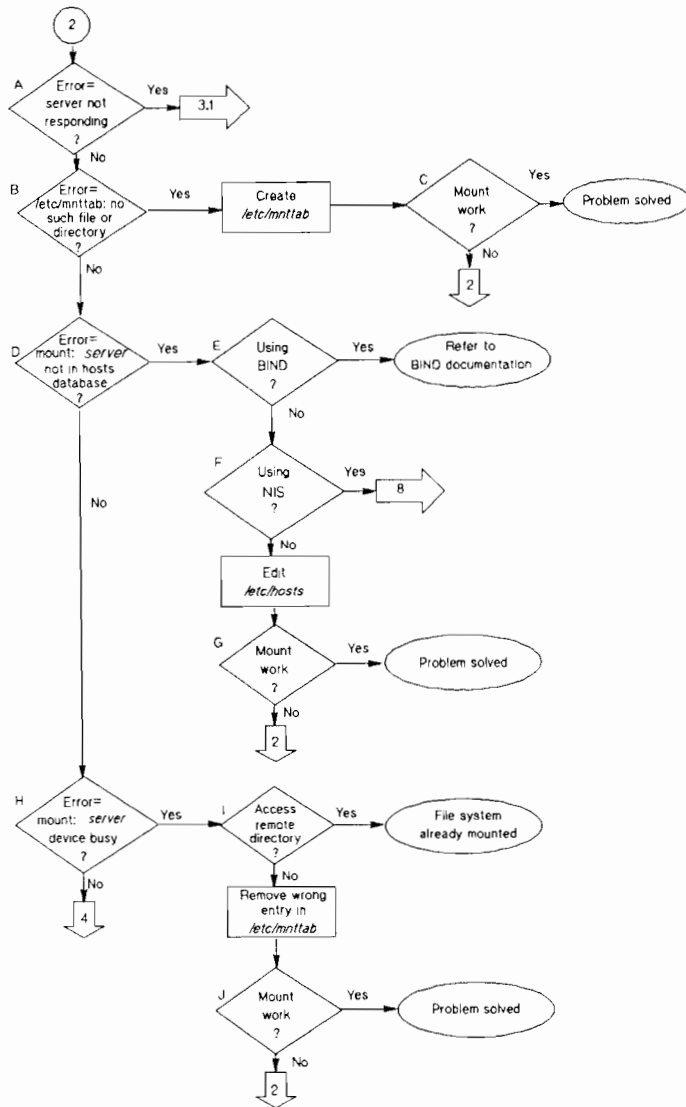 2
A
Error=
server not
responding
?
Yes
3.1
No
B
Error=
/etc/mnttab: no
such file or
directory
?
Yes
Create
/etc/mnttab
C
Mount
work
?
Yes
Problem solved
No
2
No
D
Error=
mount: server
not in hosts
database
?
Yes
E
Using
BIND
?
Yes
Refer to
BIND documentation
No
F
Using
NIS
?
Yes
8
No
Edit
/etc/hosts
G
Mount
work
?
Yes
Problem solved
No
2
No
H
Error=
mount: server
device busy
?
Yes
I
Access
remote
directory
?
Yes
File system
already mounted
No
Remove wrong
entry in
/etc/mnttab
J
Mount
work
?
Yes
Problem solved
No
2
No
4